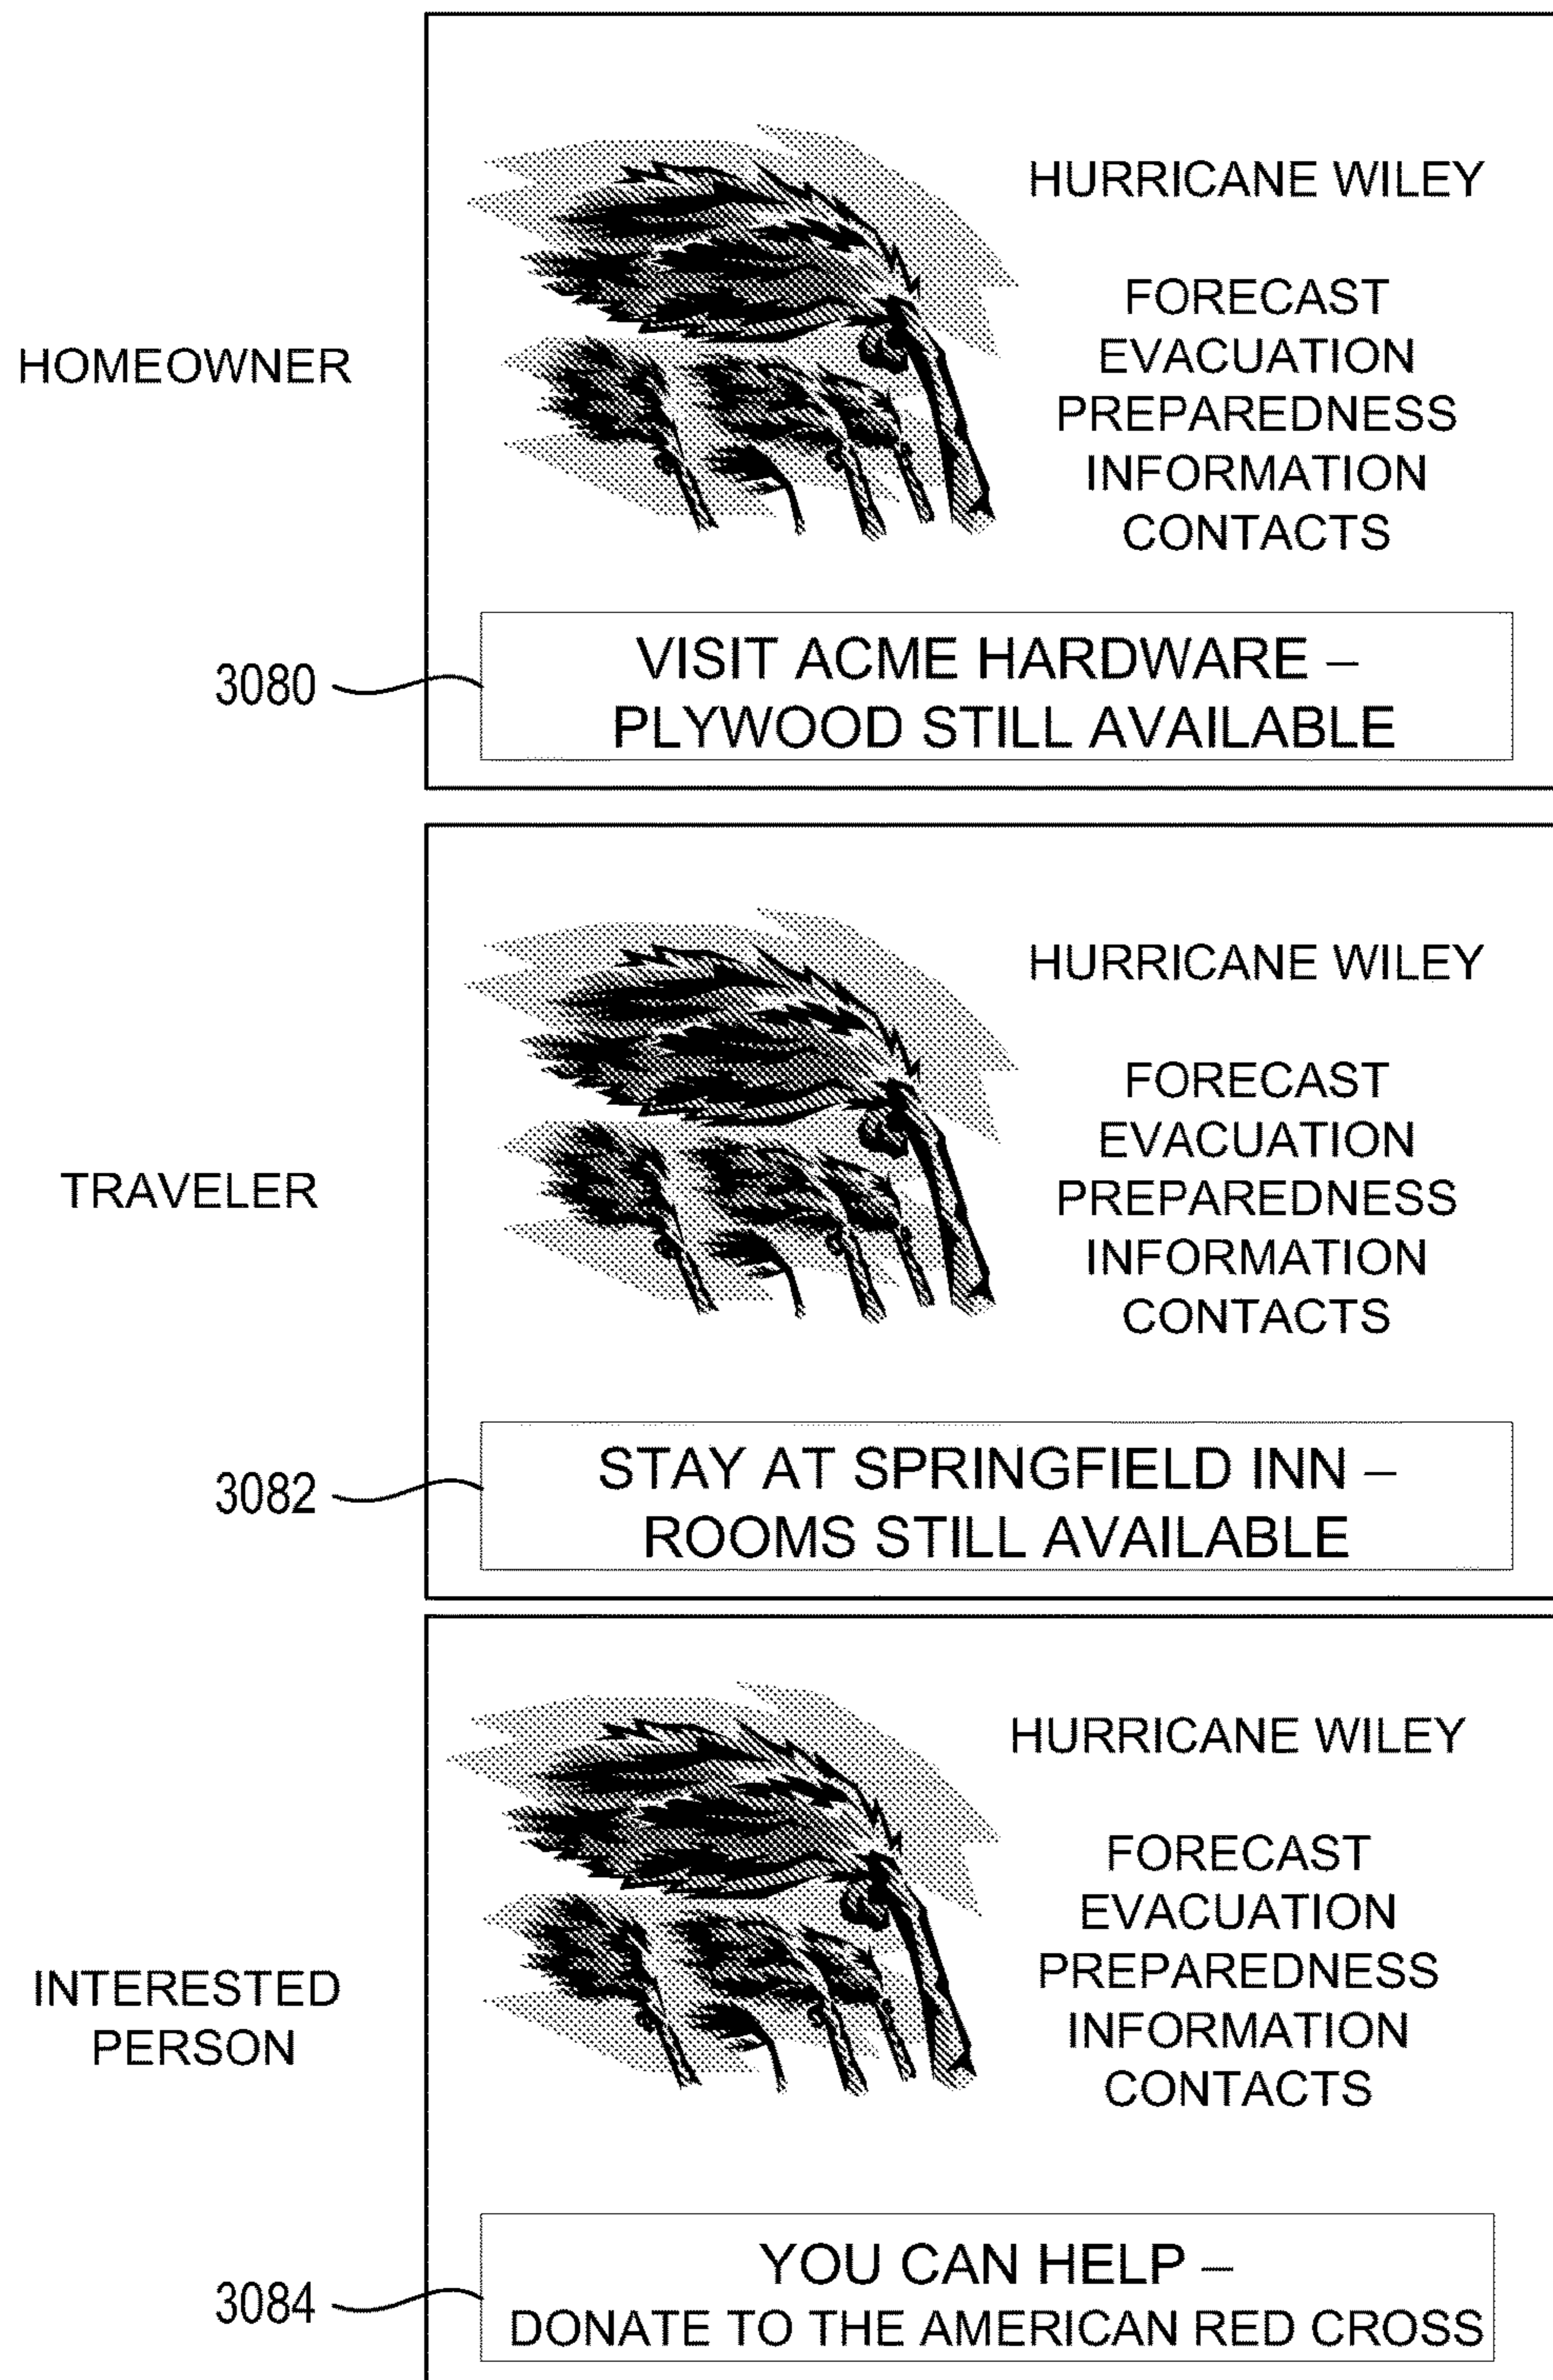 HOMEOWNER
HURRICANE WILEY
FORECAST
EVACUATION
PREPAREDNESS
INFORMATION
CONTACTS
3080
VISIT ACME HARDWARE –
PLYWOOD STILL AVAILABLE
TRAVELER
HURRICANE WILEY
FORECAST
EVACUATION
PREPAREDNESS
INFORMATION
CONTACTS
3082
STAY AT SPRINGFIELD INN –
ROOMS STILL AVAILABLE
INTERESTED
PERSON
HURRICANE WILEY
FORECAST
EVACUATION
PREPAREDNESS
INFORMATION
CONTACTS
3084
YOU CAN HELP –
DONATE TO THE AMERICAN RED CROSS